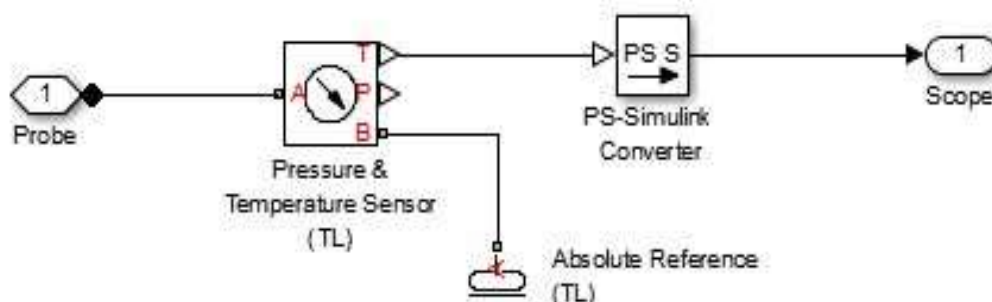 1
Probe
A
T
P
B
Pressure &
Temperature Sensor
(TL)
PS S
PS-Simulink
Converter
1
Scope
A
Absolute Reference
(TL)